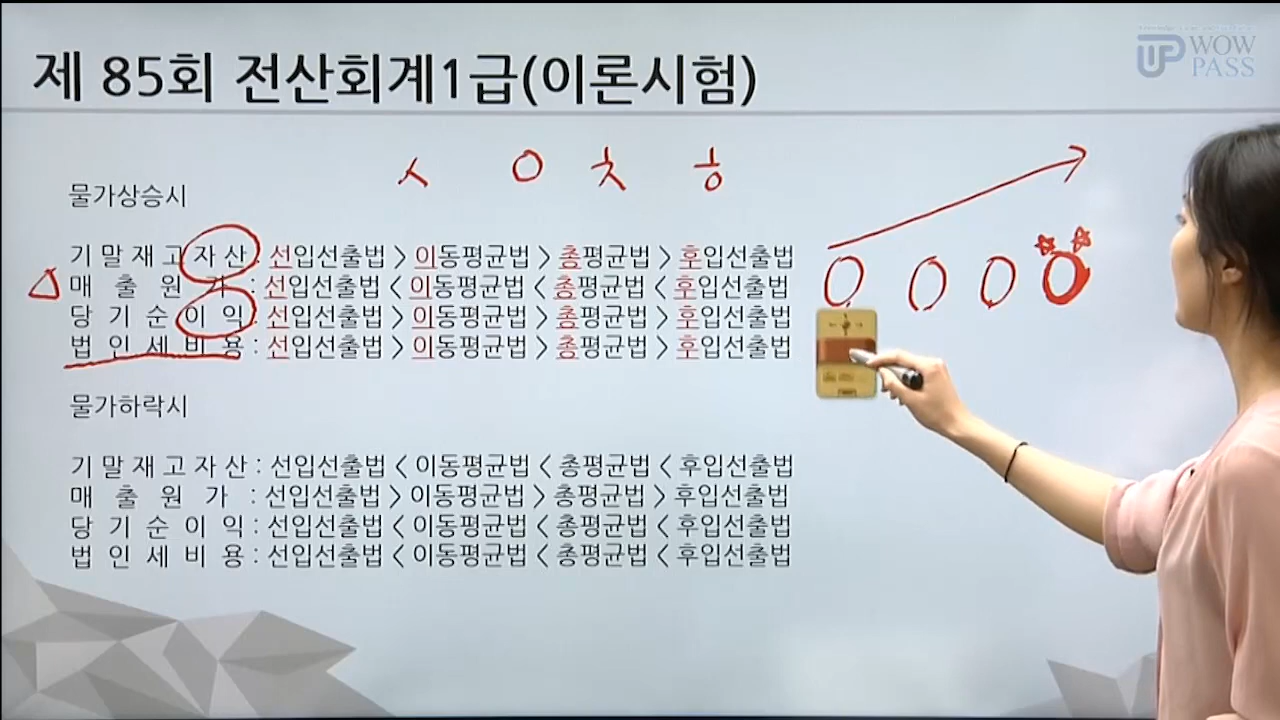 제 85회 전산회계1급(이론시험)
UP WOW PASS
ㅅ ㅇ ㅊ ㅎ
물가상승시
기말재고자산 : 선입선출법 > 이동평균법 > 총평균법 > 후입선출법
매출원가 : 선입선출법 < 이동평균법 < 총평균법 < 후입선출법
당기순이익 : 선입선출법 > 이동평균법 > 총평균법 > 후입선출법
법인세비용 : 선입선출법 > 이동평균법 > 총평균법 > 후입선출법
물가하락시
기말재고자산 : 선입선출법 < 이동평균법 < 총평균법 < 후입선출법
매출원가 : 선입선출법 > 이동평균법 > 총평균법 > 후입선출법
당기순이익 : 선입선출법 < 이동평균법 < 총평균법 < 후입선출법
법인세비용 : 선입선출법 < 이동평균법 < 총평균법 < 후입선출법